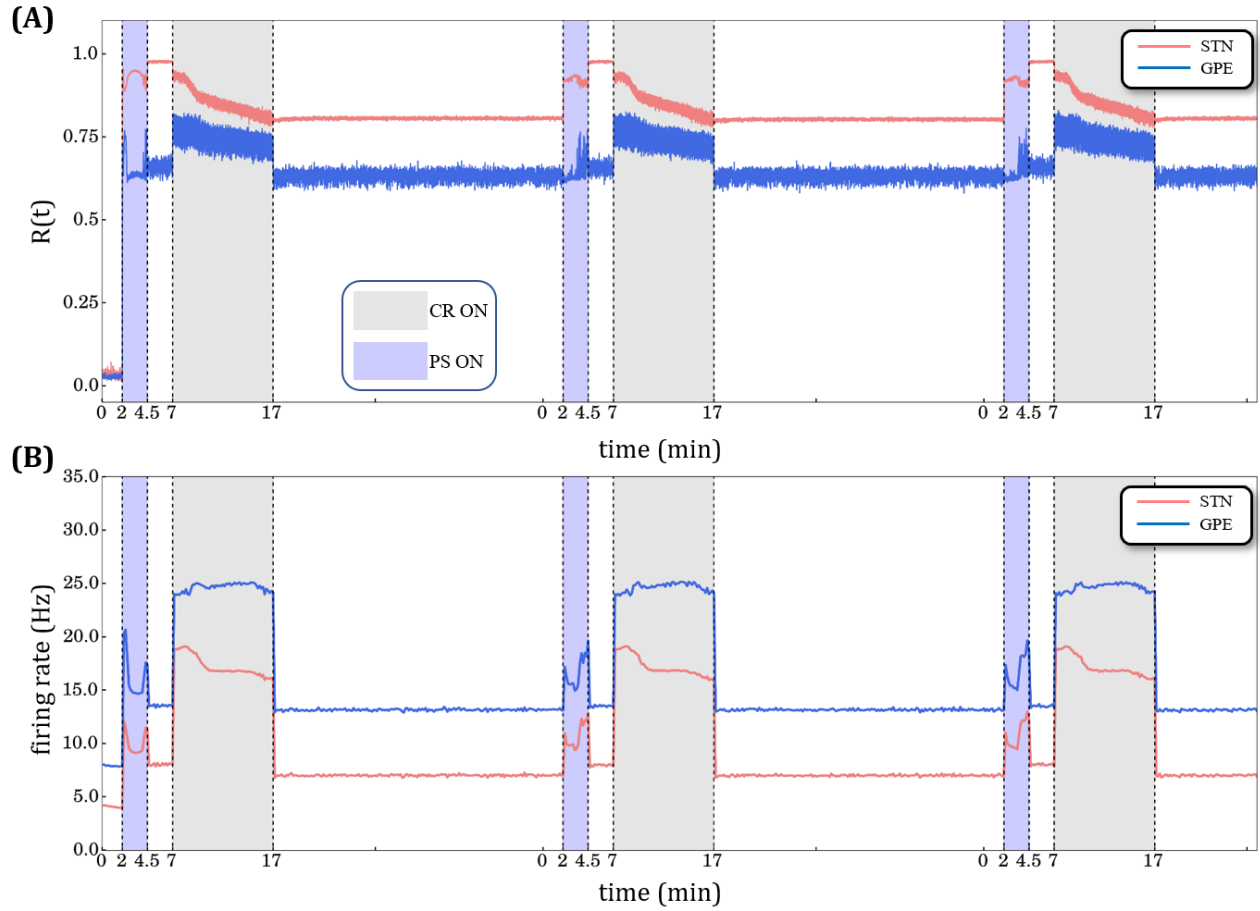 (A)
1.0
0.75
0.5
0.25
0.0
R(t)
STN
GPE
CR ON
PS ON
0 2 4.5 7 17 0 2 4.5 7 17 0 2 4.5 7 17
time (min)
(B)
35.0
30.0
25.0
20.0
15.0
10.0
5.0
0
firing rate (Hz)
STN
GPE
0 2 4.5 7 17 0 2 4.5 7 17 0 2 4.5 7 17
time (min)